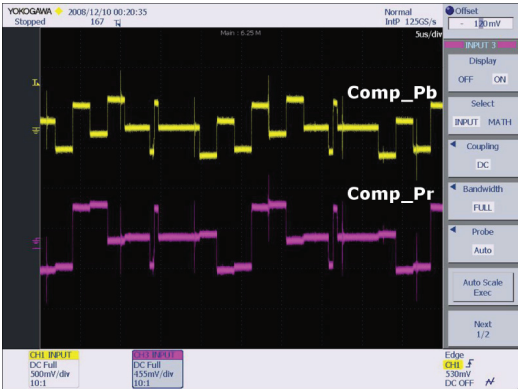 YOKOGAWA 2008/12/10 00:20:35
Stopped 167
Normal
IntP 125GS/s
Main : 6.25 M
5us/div
Comp_Pb
Comp_Pr
Offset
- 120mV
INPUT 3
Display
OFF ON
Select
INPUT MATH
Coupling
DC
Bandwidth
FULL
Probe
Auto
Auto Scale
Exec
Next
1/2
CH1 INPUT
DC Full
500mV/div
10:1
CH3 INPUT
DC Full
455mV/div
10:1
Edge
CH1
530mV
DC OFF